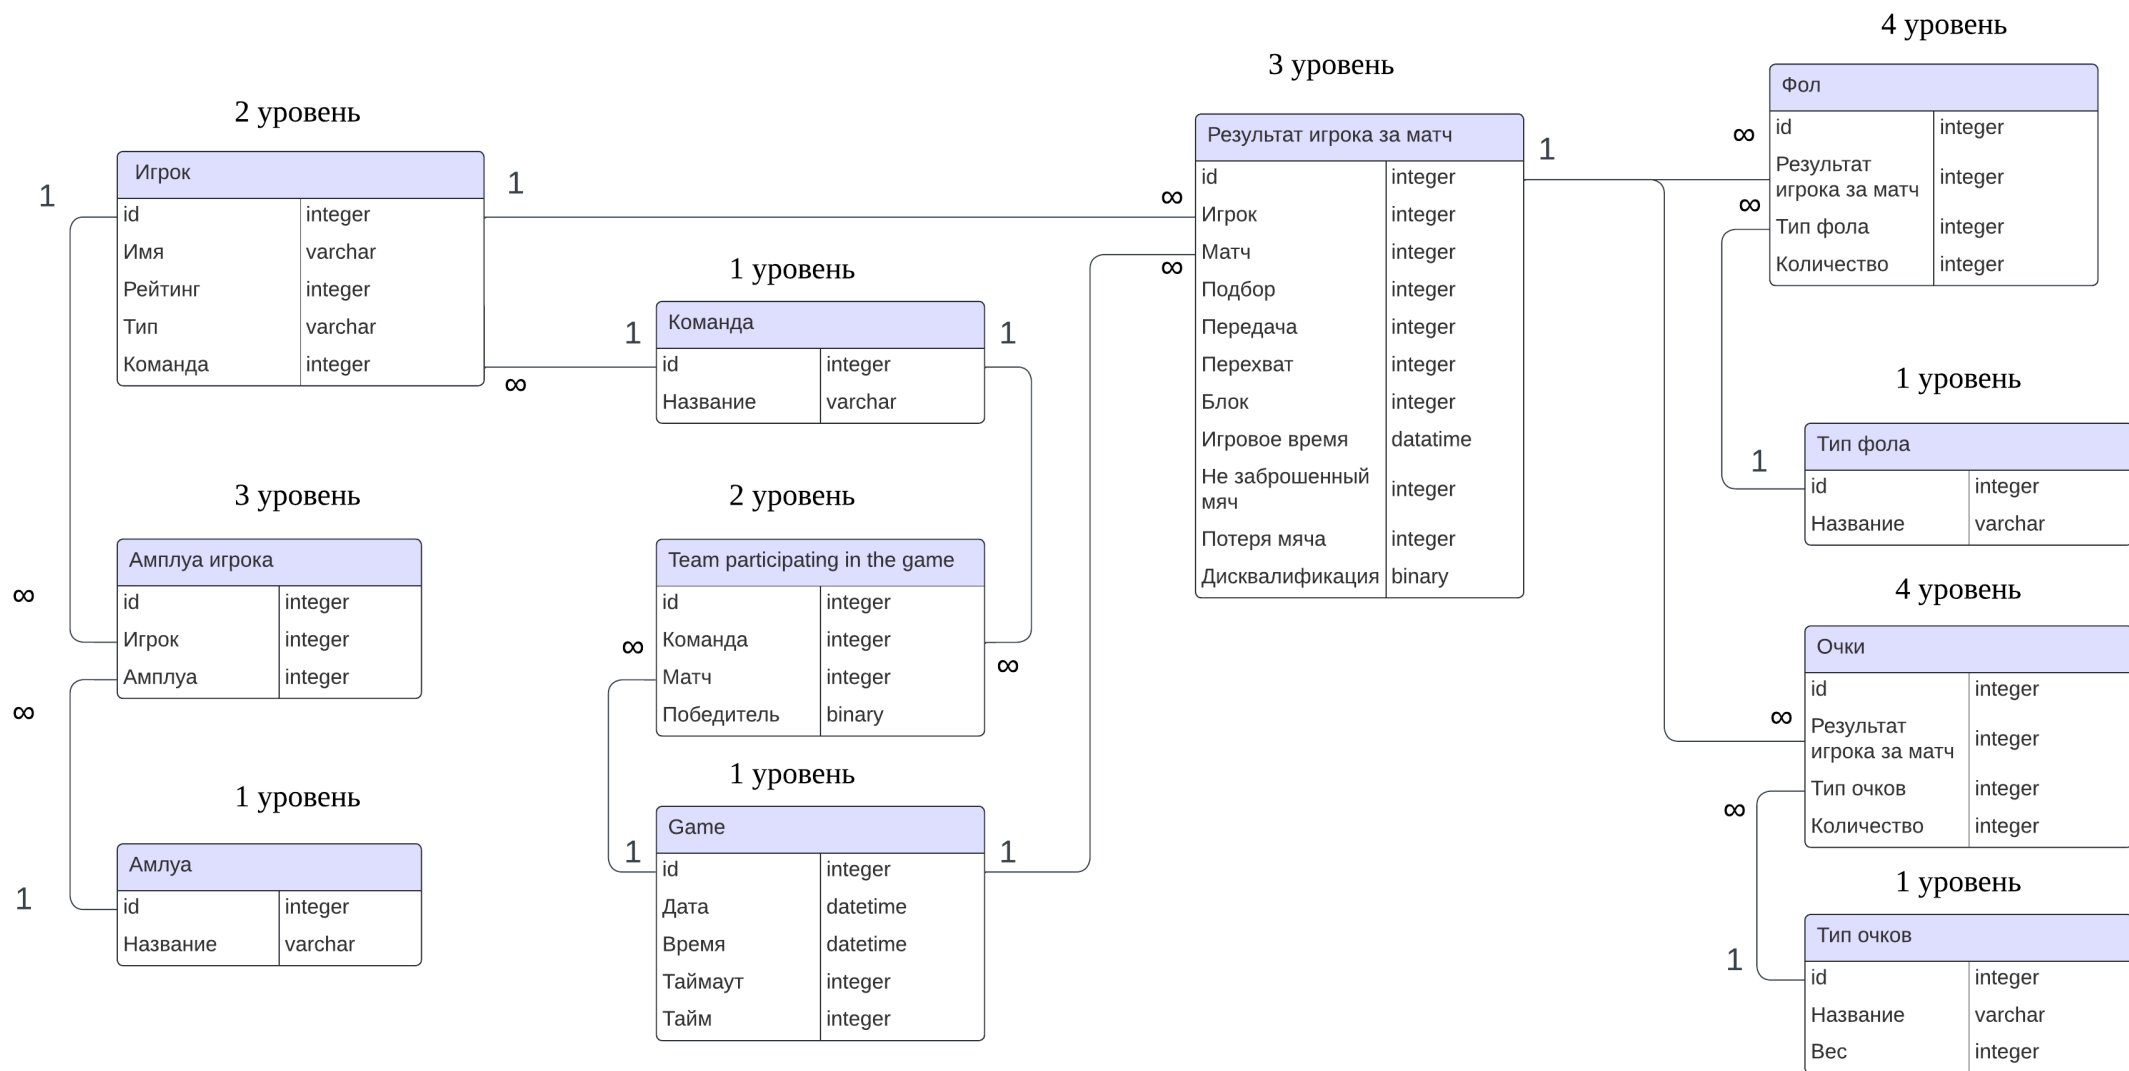 2 уровень
Игрок
id integer
Имя varchar
Рейтинг integer
Тип varchar
Команда integer
1
1
∞
3 уровень
Амплуа игрока
id integer
Игрок integer
Амплуа integer
∞
∞
1 уровень
Амлуа
id integer
Название varchar
1
1 уровень
Команда
id integer
Название varchar
1
1
2 уровень
Team participating in the game
id integer
Команда integer
Матч integer
Победитель binary
∞
∞
1 уровень
Game
id integer
Дата datetime
Время datetime
Таймаут integer
Тайм integer
1
1
3 уровень
Результат игрока за матч
id integer
Игрок integer
Матч integer
Подбор integer
Передача integer
Перехват integer
Блок integer
Игровое время datatime
Не заброшенный
мяч integer
Потеря мяча integer
Дисквалификация binary
∞
∞
1
4 уровень
Фол
id integer
Результат
игрока за матч integer
Тип фола integer
Количество integer
∞
∞
1 уровень
Тип фола
id integer
Название varchar
1
4 уровень
Очки
id integer
Результат
игрока за матч integer
Тип очков integer
Количество integer
∞
∞
1 уровень
Тип очков
id integer
Название varchar
Вес integer
1